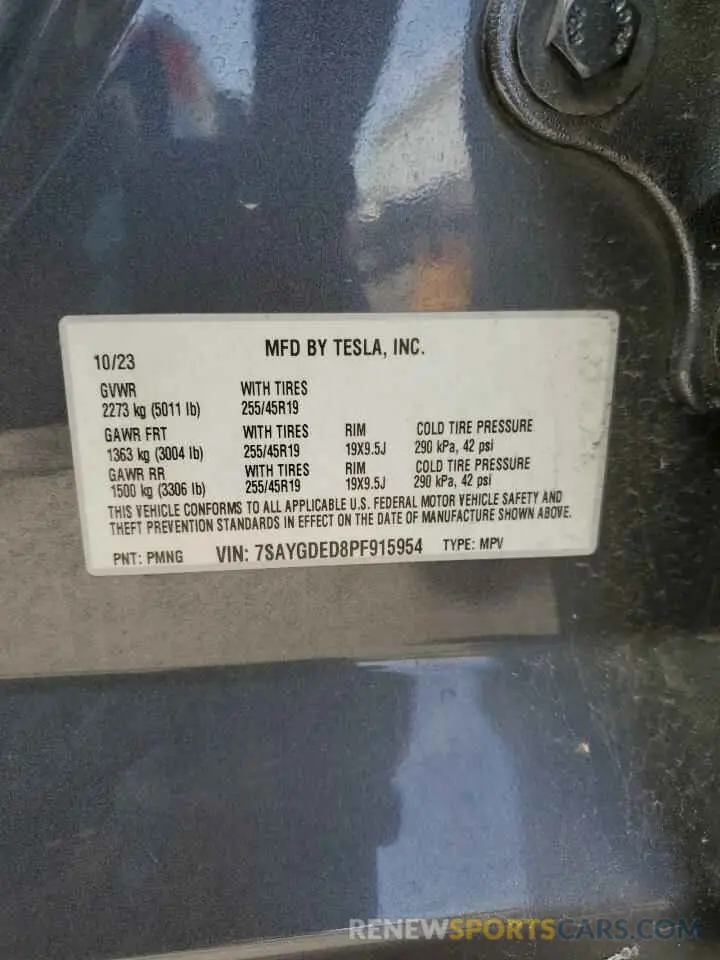 10/23 MFD BY TESLA, INC.
GVWR WITH TIRES
2273 kg (5011 lb) 255/45R19
GAWR FRT WITH TIRES RIM COLD TIRE PRESSURE
1363 kg (3004 lb) 255/45R19 19X9.5J 290 kPa, 42 psi
GAWR RR WITH TIRES RIM COLD TIRE PRESSURE
1500 kg (3306 lb) 255/45R19 19X9.5J 290 kPa, 42 psi
THIS VEHICLE CONFORMS TO ALL APPLICABLE U.S. FEDERAL MOTOR VEHICLE SAFETY AND
THEFT PREVENTION STANDARDS IN EFFECT ON THE DATE OF MANUFACTURE SHOWN ABOVE.
PNT: PMNG VIN: 7SAYGDED8PF915954 TYPE: MPV
RENEWSPORTSCARS.COM